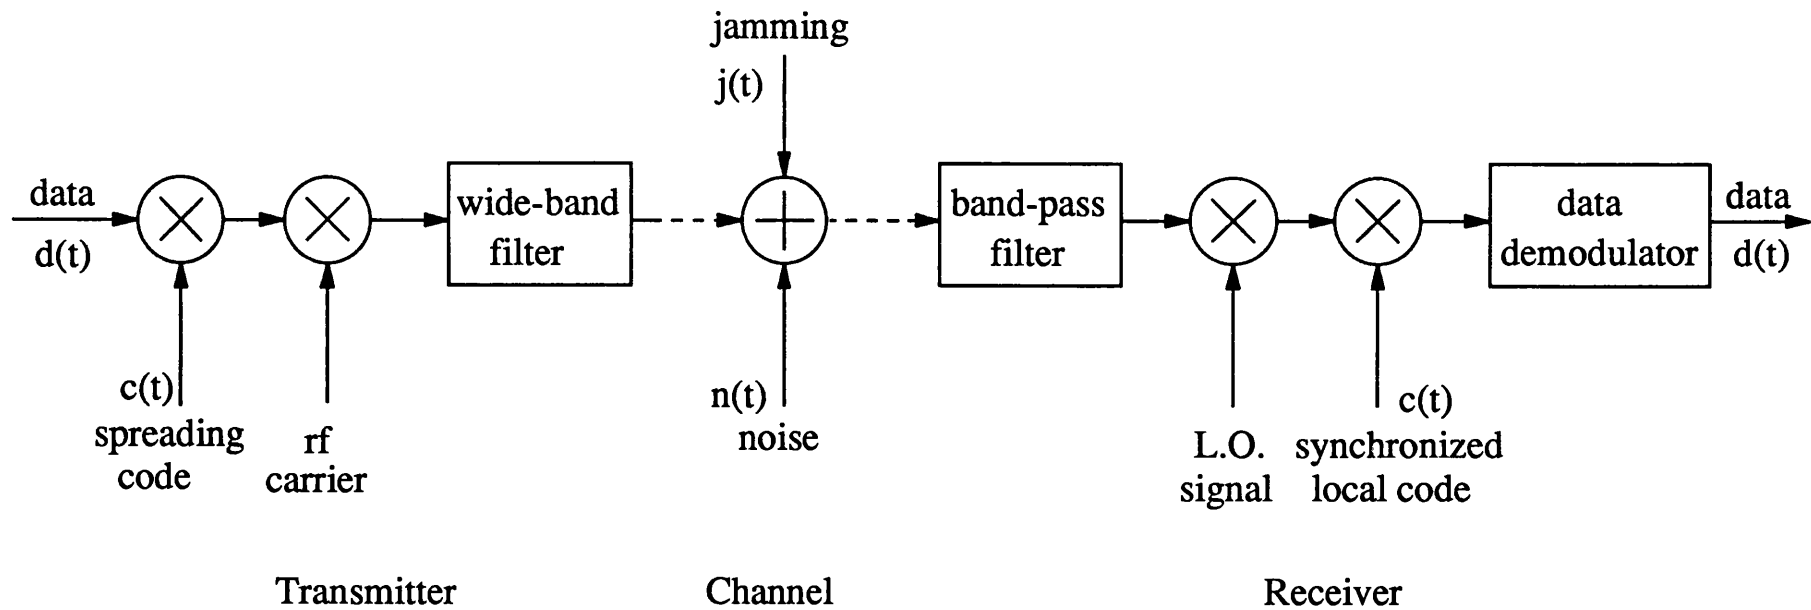 jamming
j(t)
data
d(t)
c(t)
spreading
code
rf
carrier
wide-band
filter
n(t)
noise
band-pass
filter
L.O.
signal
c(t)
synchronized
local code
data
demodulator
data
d(t)
Transmitter
Channel
Receiver